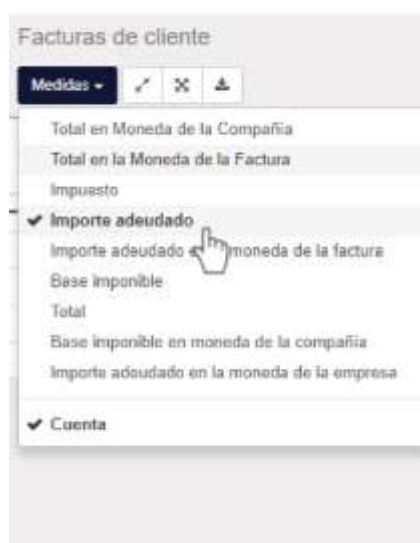 Facturas de cliente
Medidas
Total en Moneda de la Compañia
Total en la Moneda de la Factura
Impuesto
Importe adeudado
Importe adeudado moneda de la factura
Base imponible
Total
Base imponible en moneda de la compañía
Importe adeudado en la moneda de la empresa
Cuenta